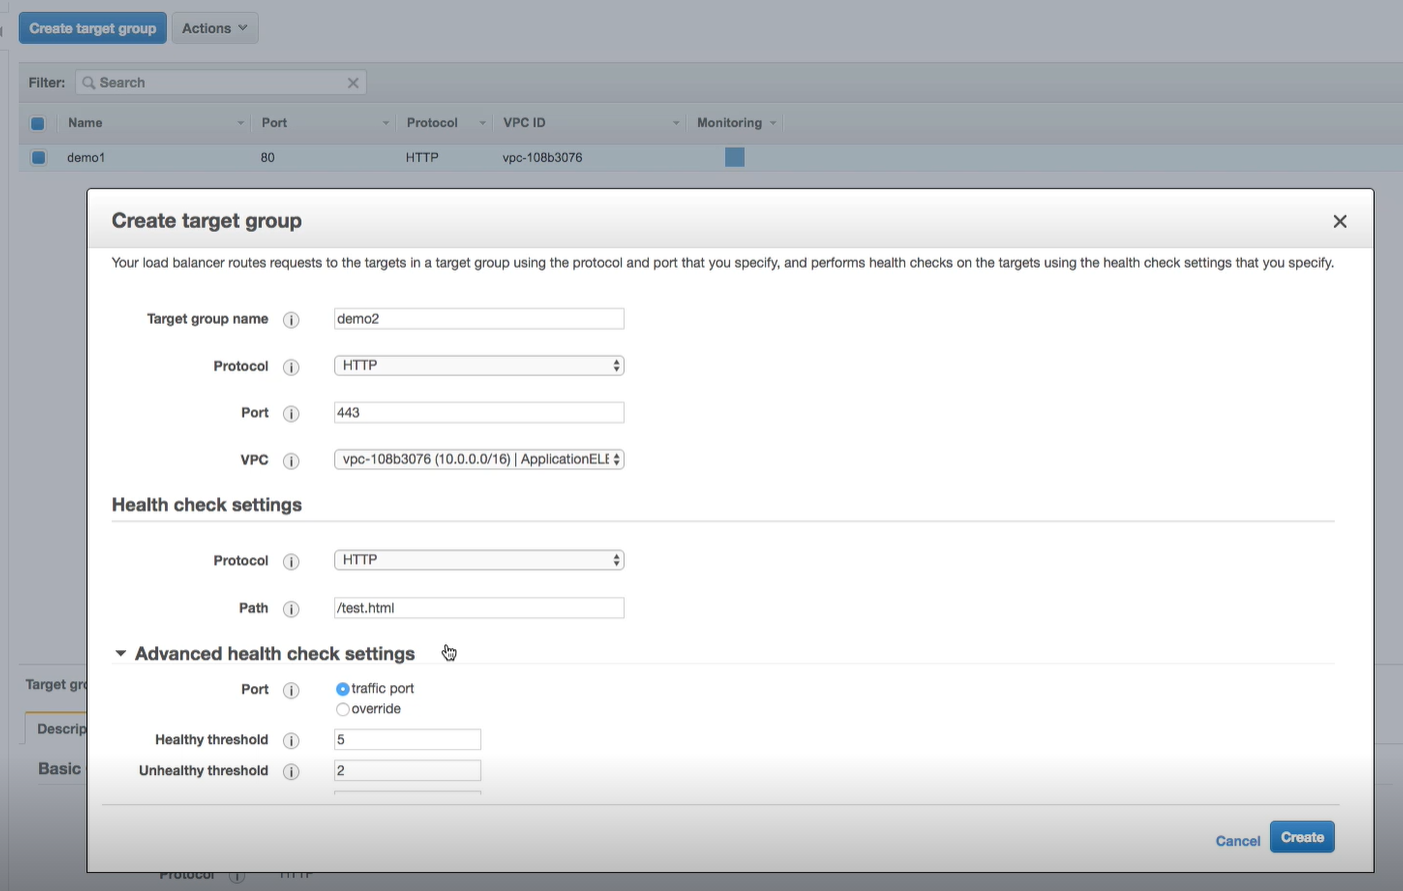 Create target group Actions
Filter: Search
Name Port Protocol VPC ID Monitoring
demo1 80 HTTP vpc-108b3076
Create target group
Your load balancer routes requests to the targets in a target group using the protocol and port that you specify, and performs health checks on the targets using the health check settings that you specify.
Target group name i demo2
Protocol i HTTP
Port i 443
VPC i vpc-108b3076 (10.0.0.0/16) | ApplicationELB
Health check settings
Protocol i HTTP
Path i /test.html
Advanced health check settings
Port i traffic port
override
Healthy threshold i 5
Unhealthy threshold i 2
Target gr
Descrip
Basic
Cancel Create
Protocol i HTTP